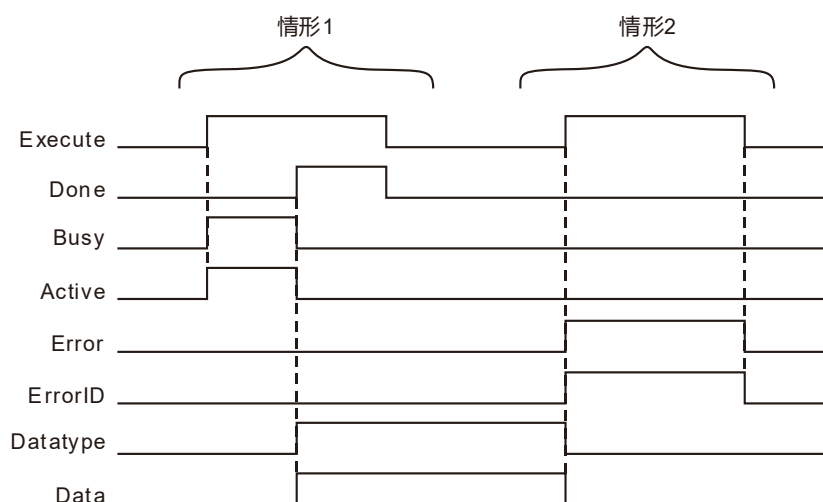 情形1 情形2
Execute
Done
Busy
Active
Error
ErrorID
Datatype
Data